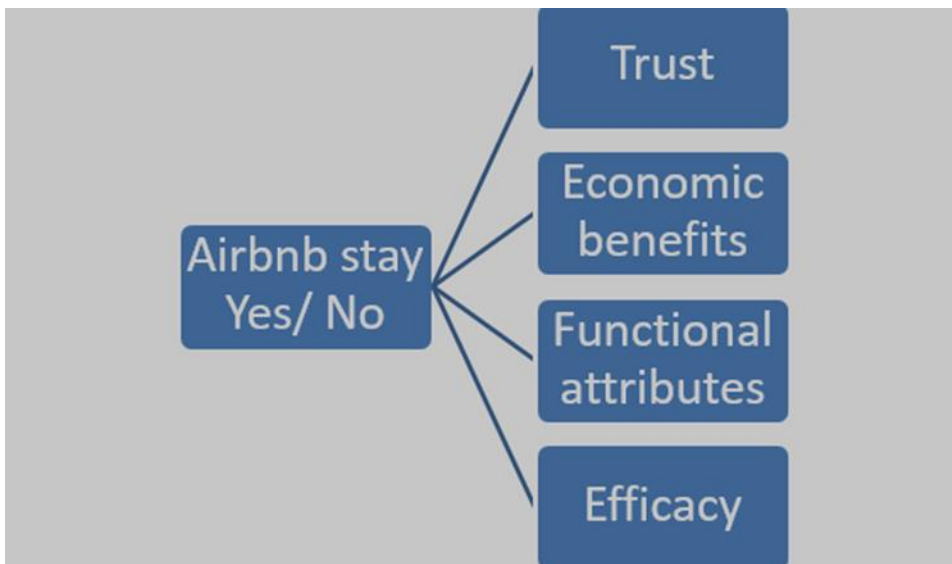 Trust
Economic
benefits
Airbnb stay
Yes/ No
Functional
attributes
Efficacy